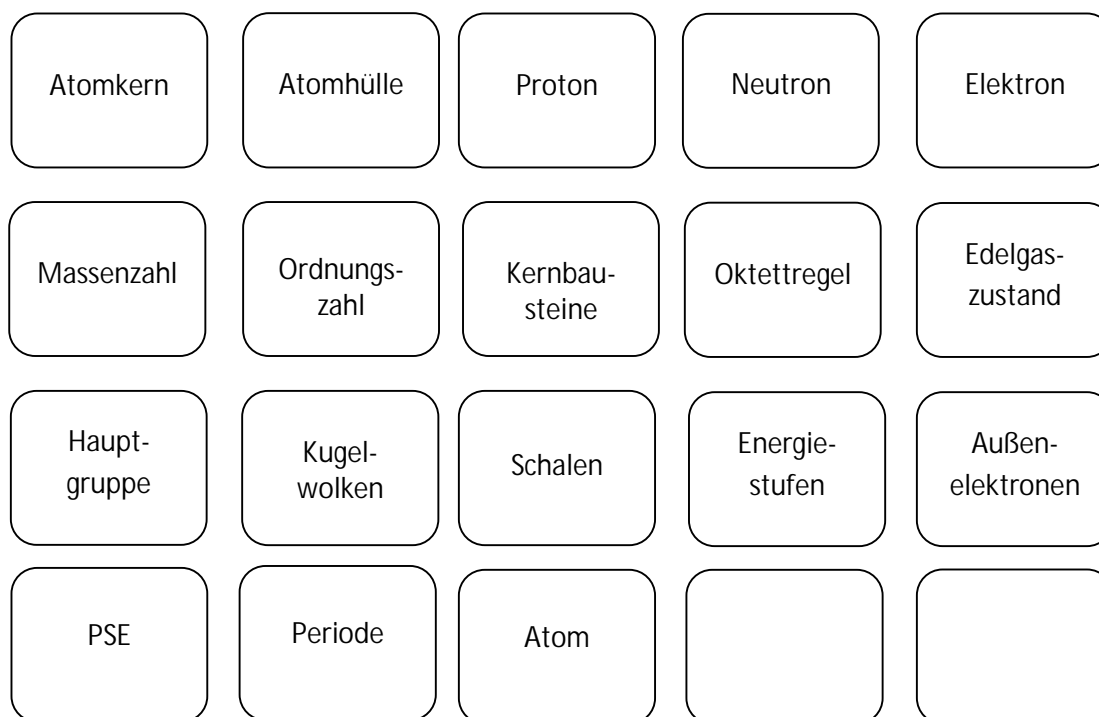 Atomkern
Atomhülle
Proton
Neutron
Elektron
Massenzahl
Ordnungs-
zahl
Kernbau-
steine
Oktettregel
Edelgas-
zustand
Haupt-
gruppe
Kugel-
wolken
Schalen
Energie-
stufen
Außen-
elektronen
PSE
Periode
Atom